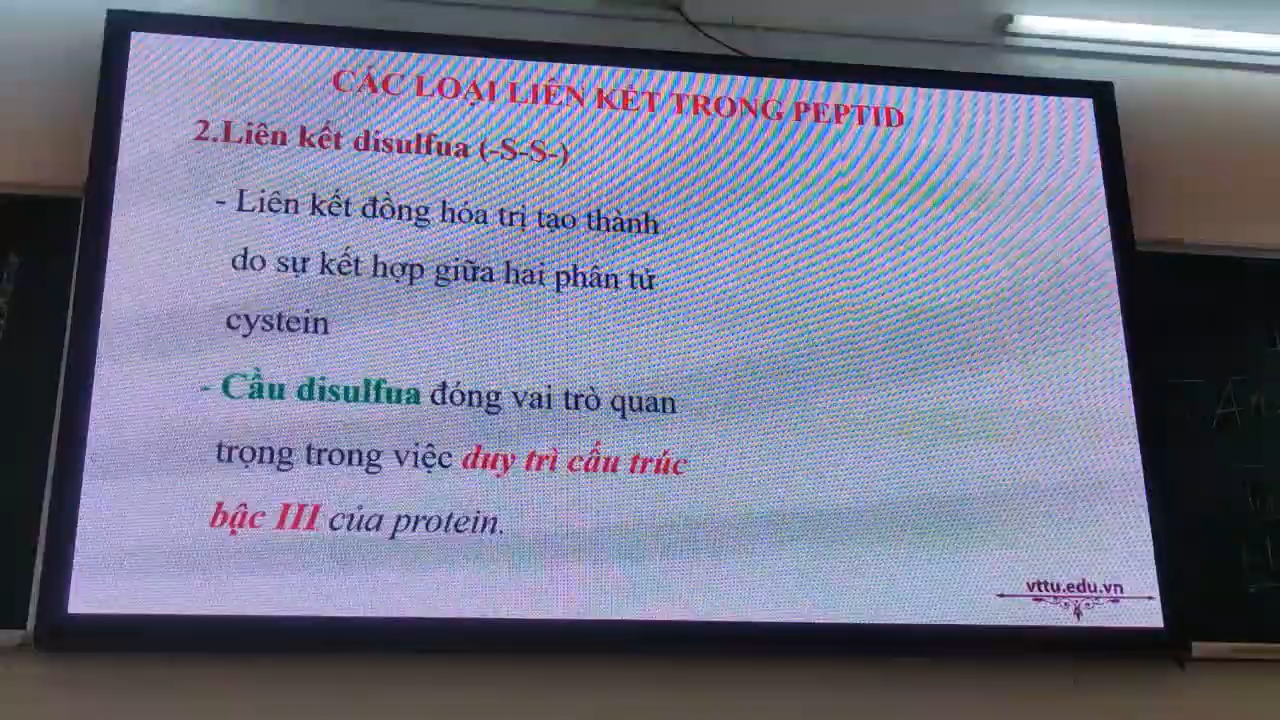 CÁC LOẠI LIÊN KẾT TRONG PEPTID
2.Liên kết disulfua (-S-S-)
- Liên kết đồng hóa trị tạo thành
do sự kết hợp giữa hai phân tử
cystein
- Cầu disulfua đóng vai trò quan
trọng trong việc duy trì cấu trúc
bậc III của protein.
vttu.edu.vn